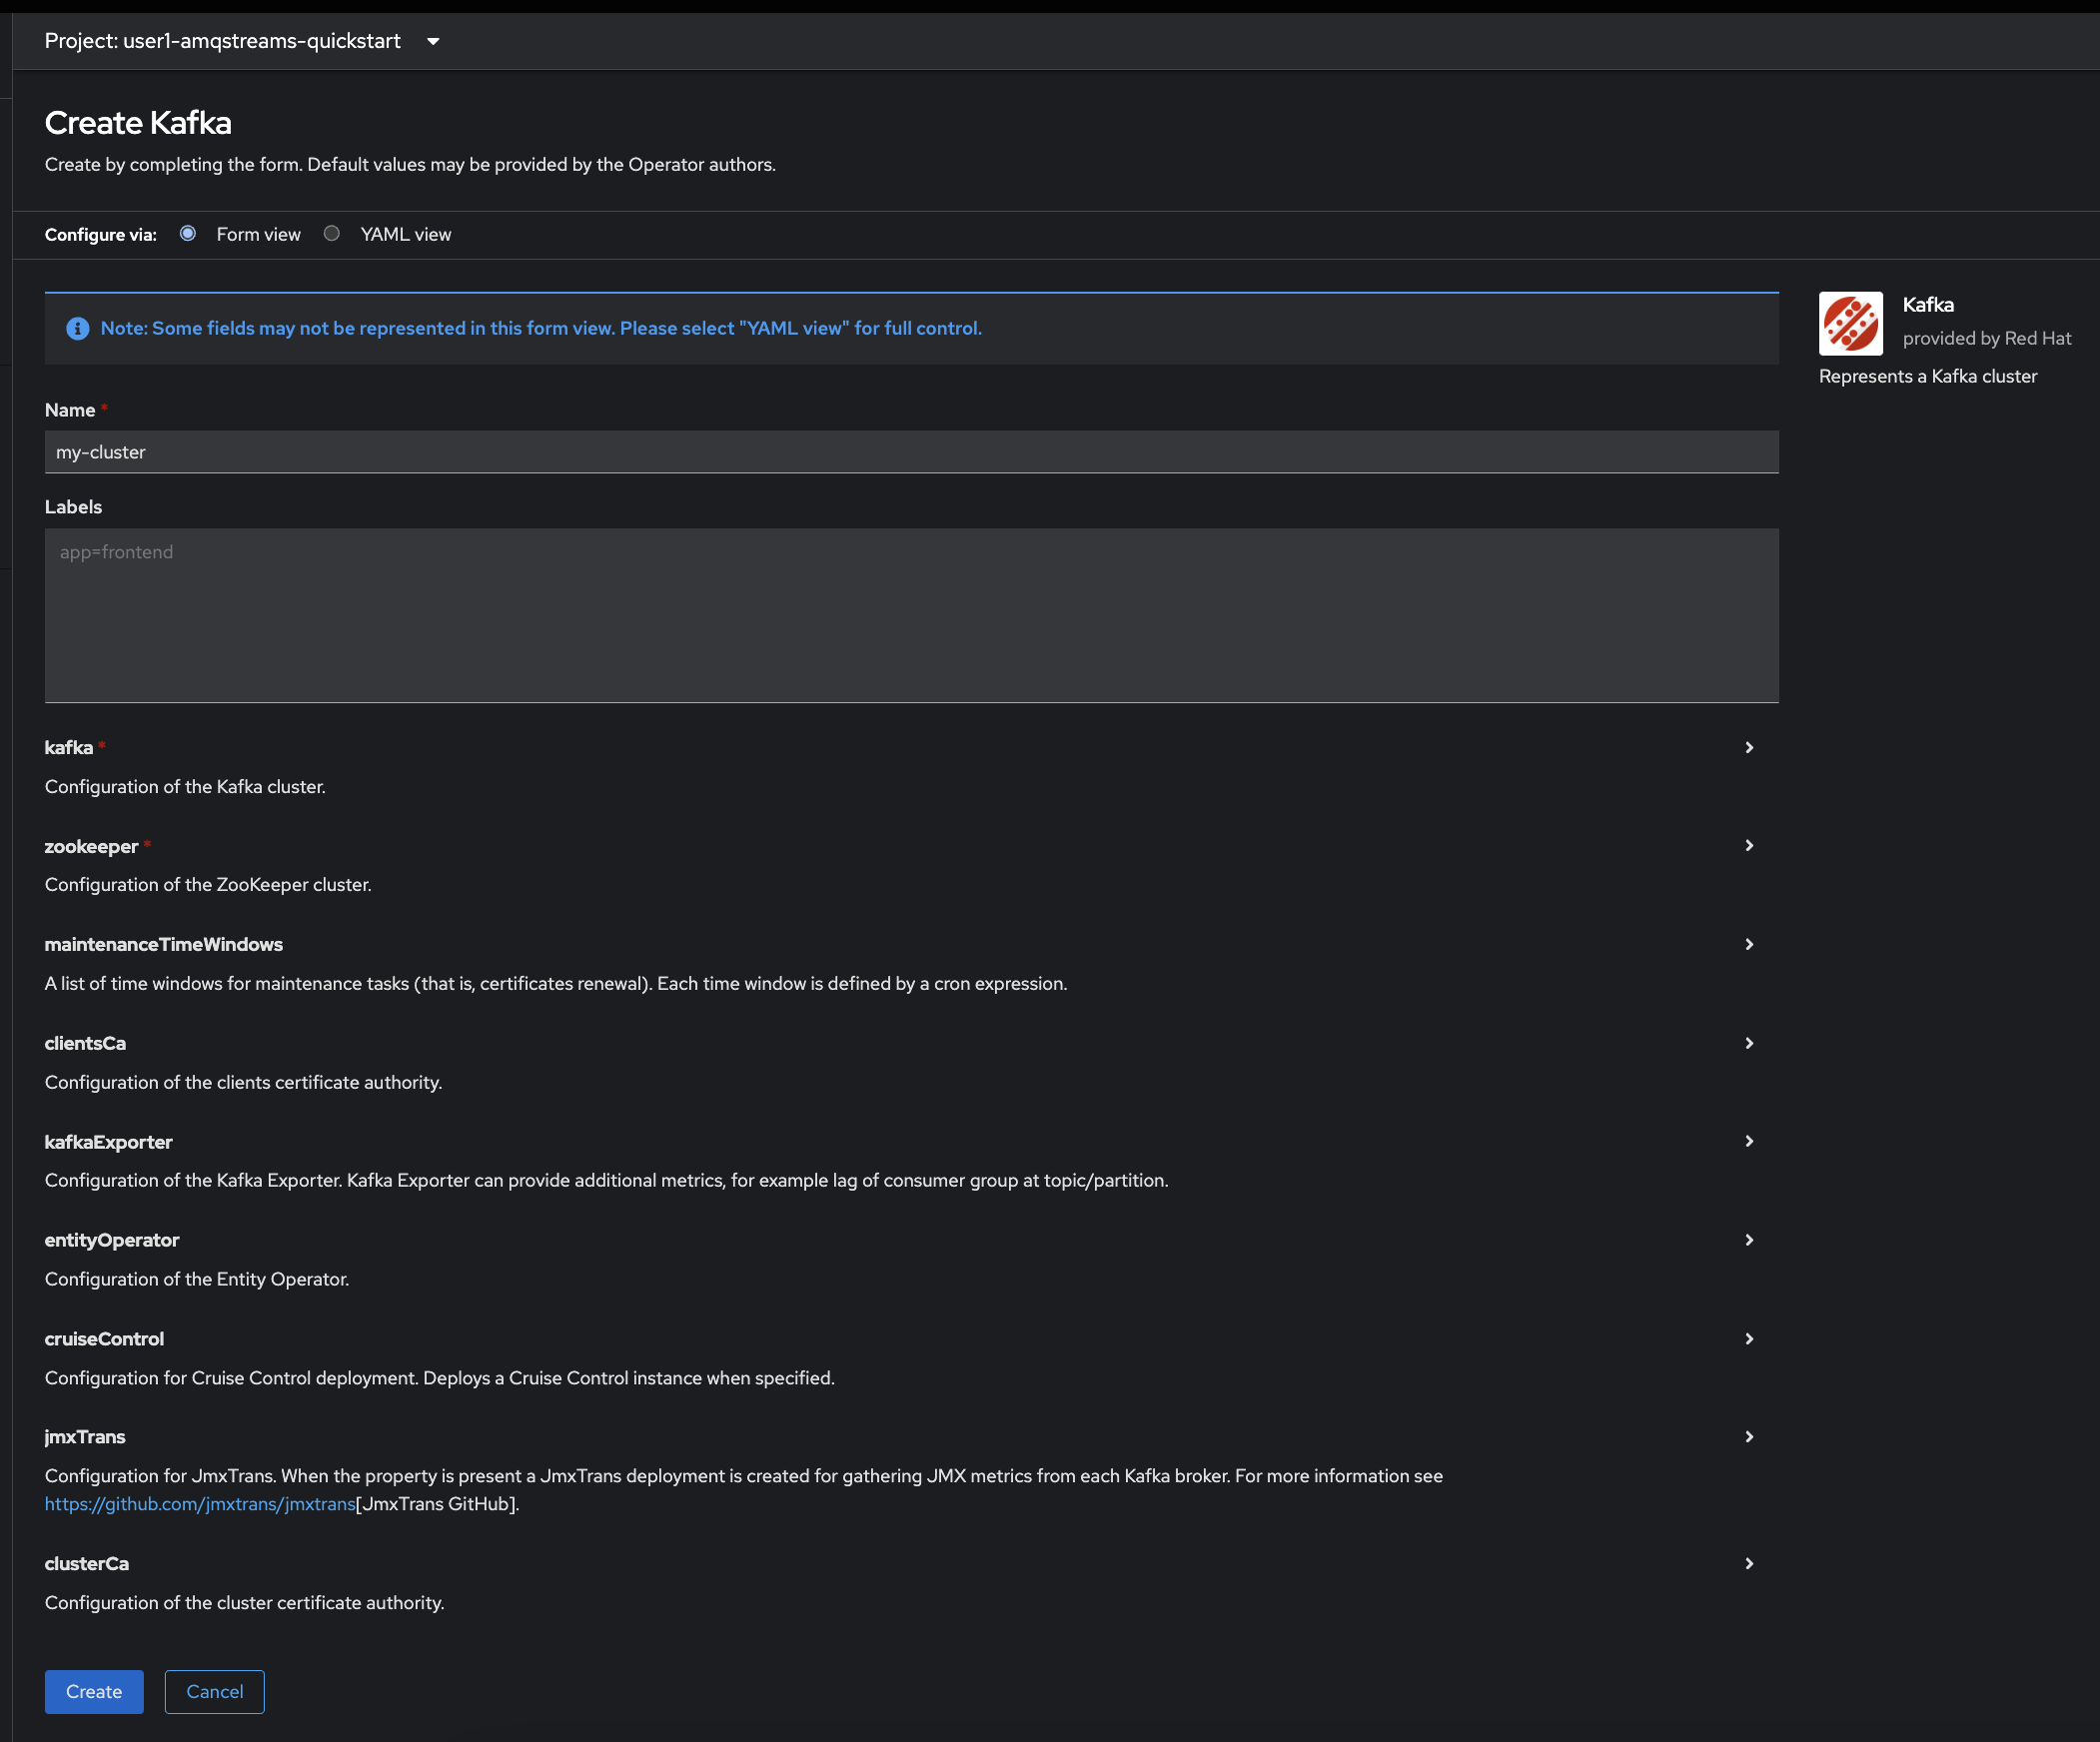 Project: user1-amqstreams-quickstart
Create Kafka
Create by completing the form. Default values may be provided by the Operator authors.
Configure via: Form view YAML view
Note: Some fields may not be represented in this form view. Please select "YAML view" for full control.
Kafka
provided by Red Hat
Represents a Kafka cluster
Name *
my-cluster
Labels
app=frontend
kafka *
Configuration of the Kafka cluster.
zookeeper *
Configuration of the ZooKeeper cluster.
maintenanceTimeWindows
A list of time windows for maintenance tasks (that is, certificates renewal). Each time window is defined by a cron expression.
clientsCa
Configuration of the clients certificate authority.
kafkaExporter
Configuration of the Kafka Exporter. Kafka Exporter can provide additional metrics, for example lag of consumer group at topic/partition.
entityOperator
Configuration of the Entity Operator.
cruiseControl
Configuration for Cruise Control deployment. Deploys a Cruise Control instance when specified.
jmxTrans
Configuration for JmxTrans. When the property is present a JmxTrans deployment is created for gathering JMX metrics from each Kafka broker. For more information see
https://github.com/jmxtrans/jmxtrans[JmxTrans GitHub].
clusterCa
Configuration of the cluster certificate authority.
Create Cancel